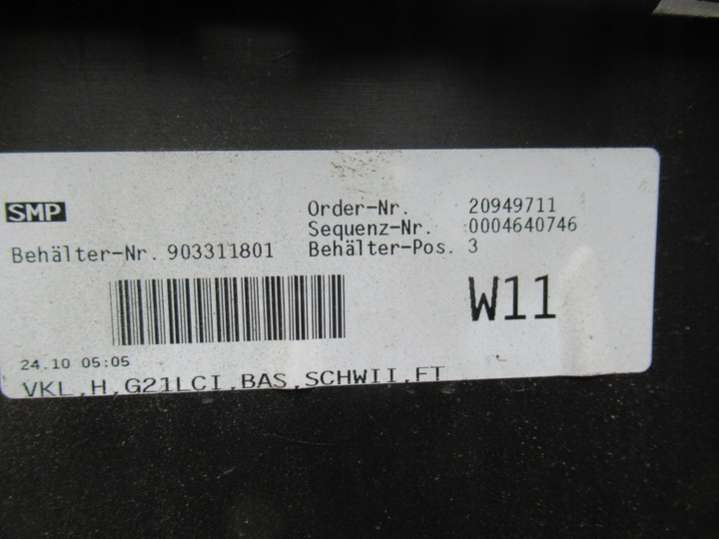 SMP
Order-Nr. 20949711
Sequenz-Nr. 0004640746
Behälter-Nr. 903311801 Behälter-Pos. 3
W11
24.10 05:05
VKL,H,G21LCI,BAS,SCHWII,FT